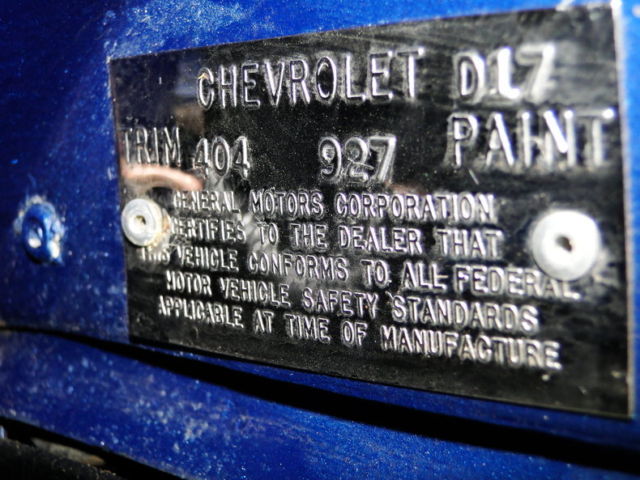 CHEVROLET D17
TRIM 404 927 PAINT
GENERAL MOTORS CORPORATION
CERTIFIES TO THE DEALER THAT
THIS VEHICLE CONFORMS TO ALL FEDERAL
MOTOR VEHICLE SAFETY STANDARDS
APPLICABLE AT TIME OF MANUFACTURE